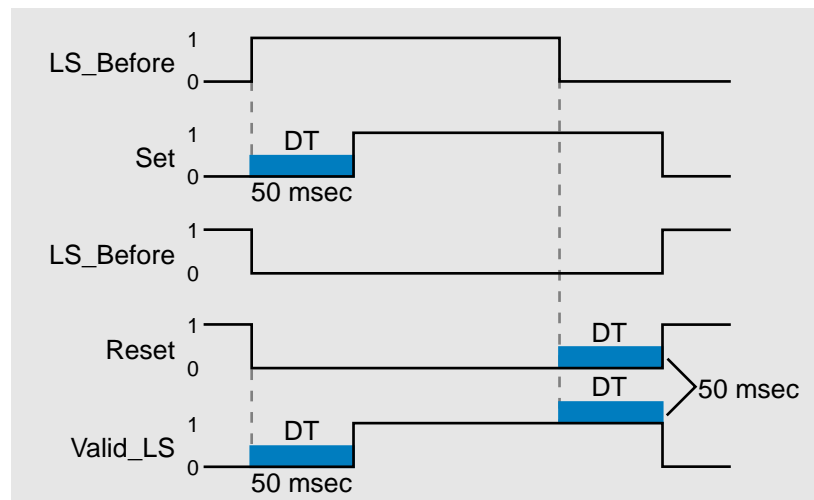 1
LS_Before
0
1
DT
Set
0
50 msec
1
LS_Before
0
1
DT
Reset
0
DT
50 msec
1
DT
Valid_LS
0
50 msec